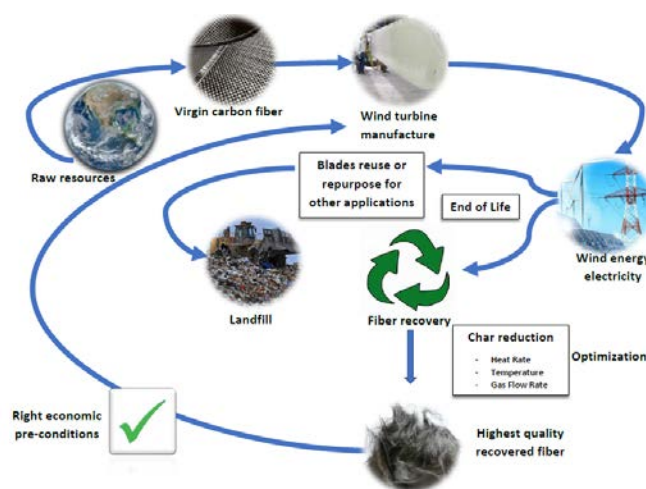 Virgin carbon fiber
Wind turbine
manufacture
Raw resources
Blades reuse or
repurpose for
other applications
End of Life
Wind energy
electricity
Landfill
Fiber recovery
Char reduction
- Heat Rate
- Temperature
- Gas Flow Rate
Optimization
Right economic
pre-conditions
Highest quality
recovered fiber